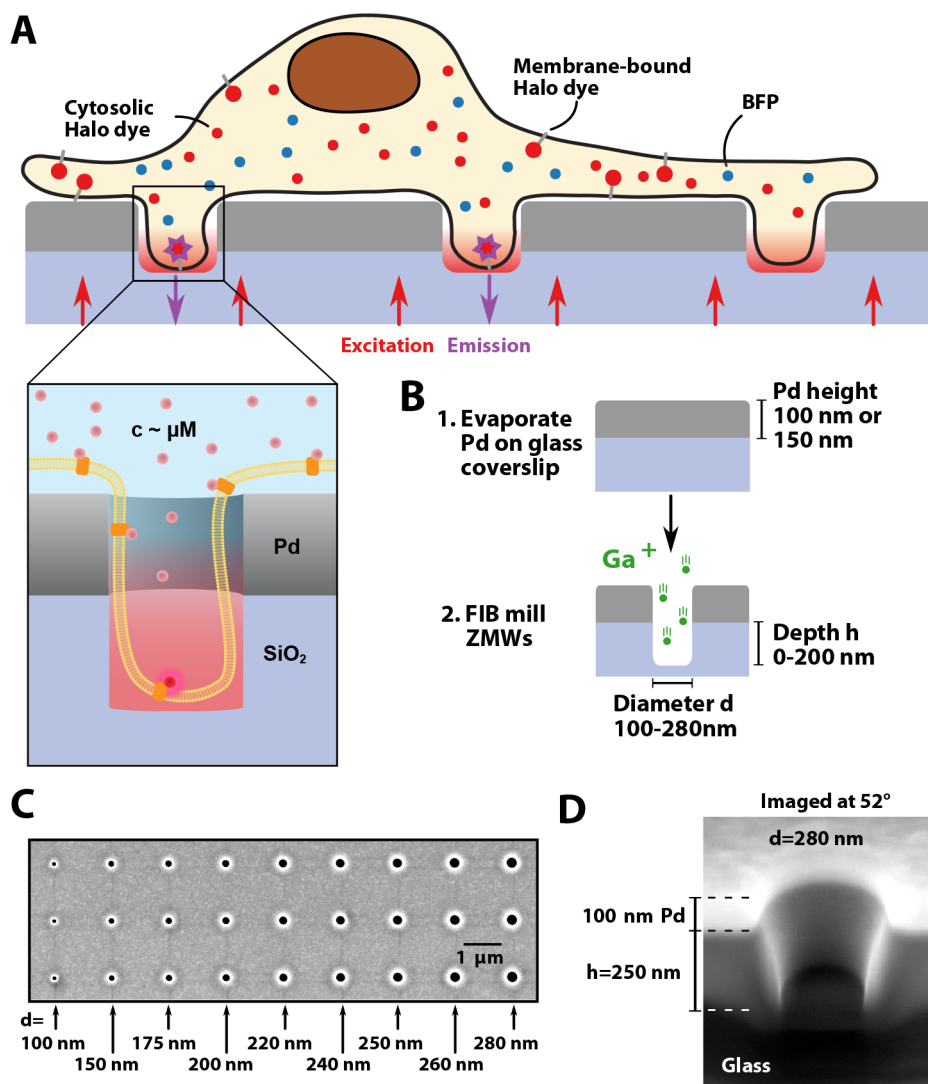 A
Cytosolic
Halo dye
Membrane-bound
Halo dye
BFP
Excitation Emission
c ~ µM
Pd
SiO2
B
1. Evaporate
Pd on glass
coverslip
Pd height
100 nm or
150 nm
Ga+
2. FIB mill
ZMWs
Depth h
0-200 nm
Diameter d
100-280nm
C
1 µm
d=
100 nm 175 nm 220 nm 250 nm 280 nm
150 nm 200 nm 240 nm 260 nm
D
Imaged at 52°
d=280 nm
100 nm Pd
h=250 nm
Glass